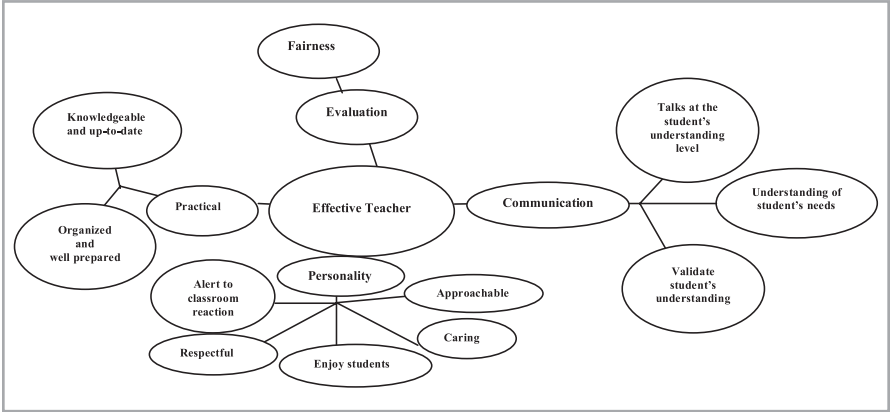 Fairness
Evaluation
Knowledgeable
and up-to-date
Practical
Organized
and
well prepared
Effective Teacher
Communication
Talks at the
student's
understanding
level
Understanding of
student's needs
Validate
student's
understanding
Personality
Alert to
classroom
reaction
Approachable
Respectful
Enjoy students
Caring